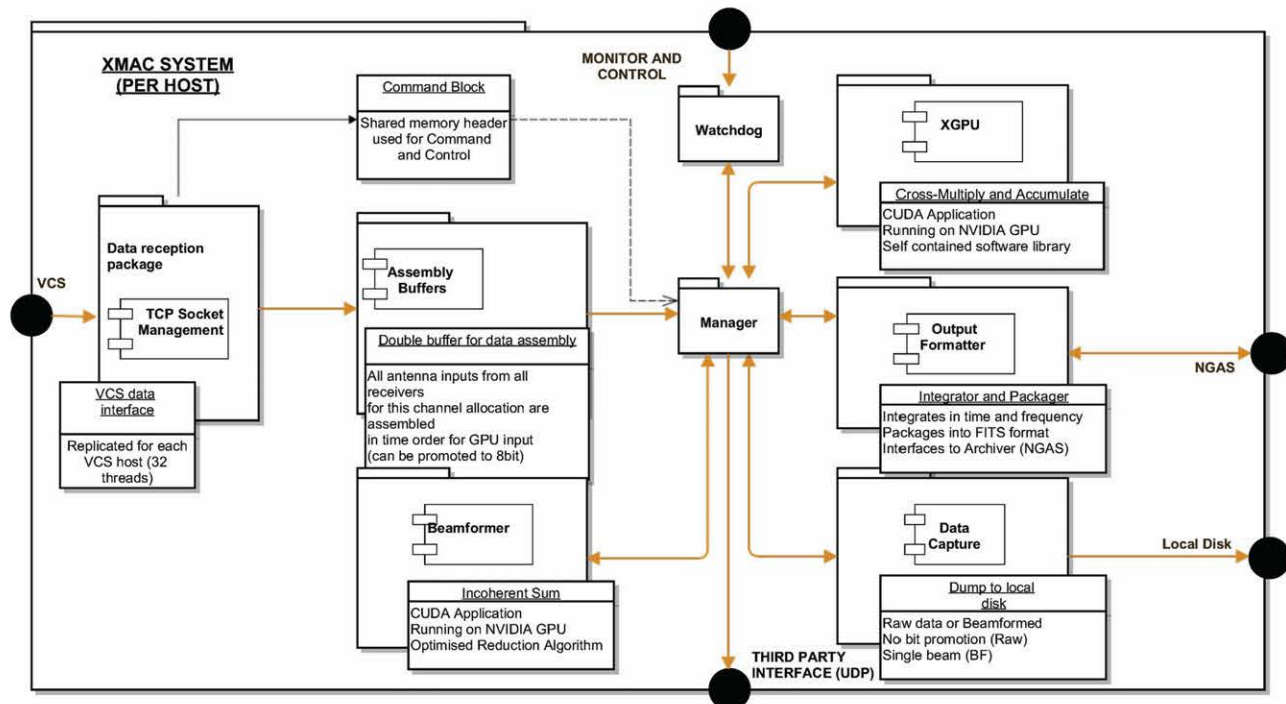 XMAC SYSTEM
(PER HOST)
MONITOR AND
CONTROL
Command Block
Shared memory header
used for Command
and Control
Watchdog
XGPU
Cross-Multiply and Accumulate
CUDA Application
Running on NVIDIA GPU
Self contained software library
Data reception
package
VCS
TCP Socket
Management
VCS data
interface
Replicated for each
VCS host (32
threads)
Assembly
Buffers
Double buffer for data assembly
All antenna inputs from all
receivers
for this channel allocation are
assembled
in time order for GPU input
(can be promoted to 8bit)
Manager
Output
Formatter
NGAS
Integrator and Packager
Integrates in time and frequency
Packages into FITS format
Interfaces to Archiver (NGAS)
Beamformer
Incoherent Sum
CUDA Application
Running on NVIDIA GPU
Optimised Reduction Algorithm
Data
Capture
Local Disk
Dump to local
disk
Raw data or Beamformed
No bit promotion (Raw)
Single beam (BF)
THIRD PARTY
INTERFACE (UDP)